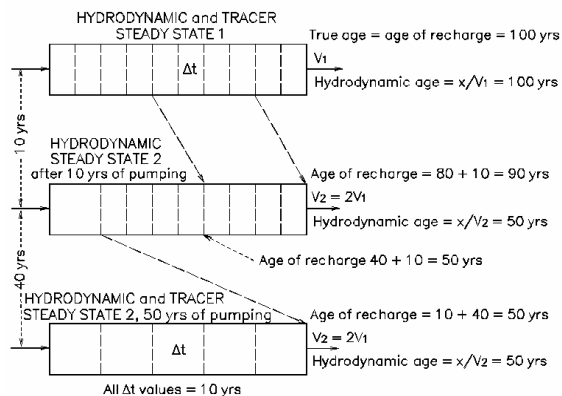 HYDRODYNAMIC and TRACER
STEADY STATE 1
True age = age of recharge = 100 yrs
Δt
V1
Hydrodynamic age = x/V1 = 100 yrs
10 yrs
HYDRODYNAMIC
STEADY STATE 2
after 10 yrs of pumping
Age of recharge = 80 + 10 = 90 yrs
V2 = 2V1
Hydrodynamic age = x/V2 = 50 yrs
Age of recharge 40 + 10 = 50 yrs
40 yrs
HYDRODYNAMIC and TRACER
STEADY STATE 2, 50 yrs of pumping
Age of recharge = 10 + 40 = 50 yrs
V2 = 2V1
Δt
Hydrodynamic age = x/V2 = 50 yrs
All Δt values = 10 yrs